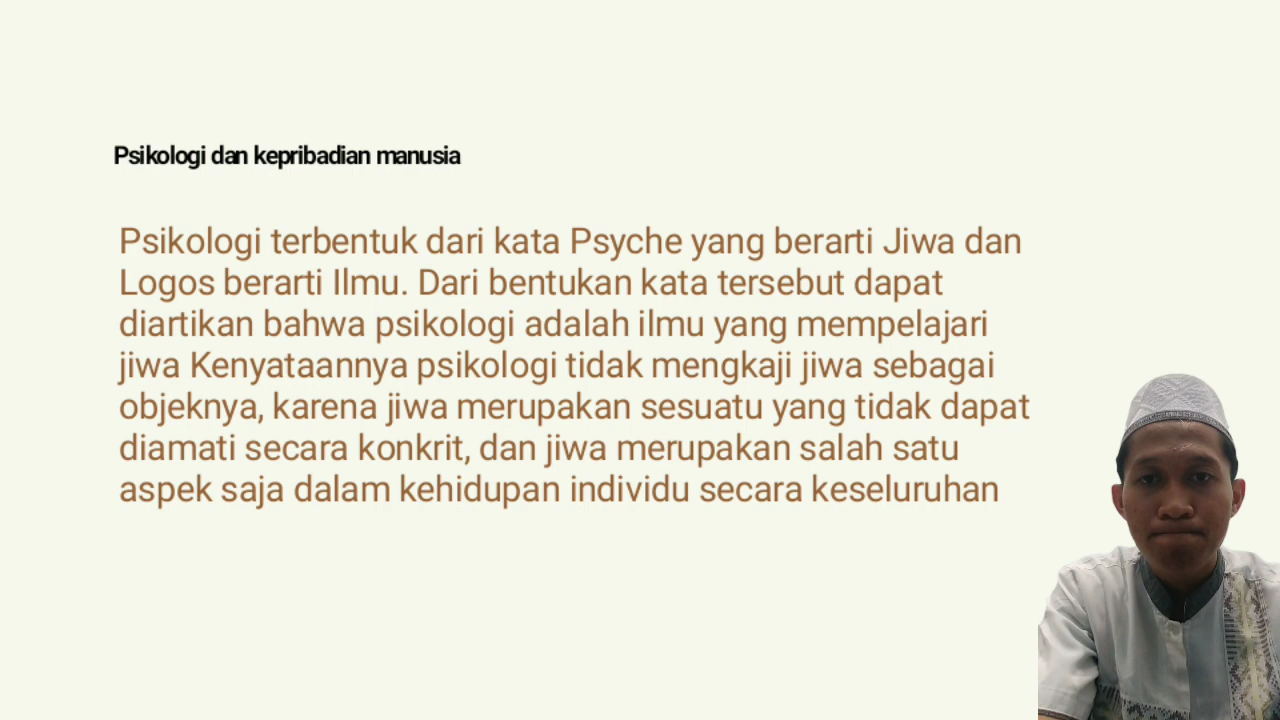 Psikologi dan kepribadian manusia
Psikologi terbentuk dari kata Psyche yang berarti Jiwa dan
Logos berarti Ilmu. Dari bentukan kata tersebut dapat
diartikan bahwa psikologi adalah ilmu yang mempelajari
jiwa Kenyataannya psikologi tidak mengkaji jiwa sebagai
objeknya, karena jiwa merupakan sesuatu yang tidak dapat
diamati secara konkrit, dan jiwa merupakan salah satu
aspek saja dalam kehidupan individu secara keseluruhan